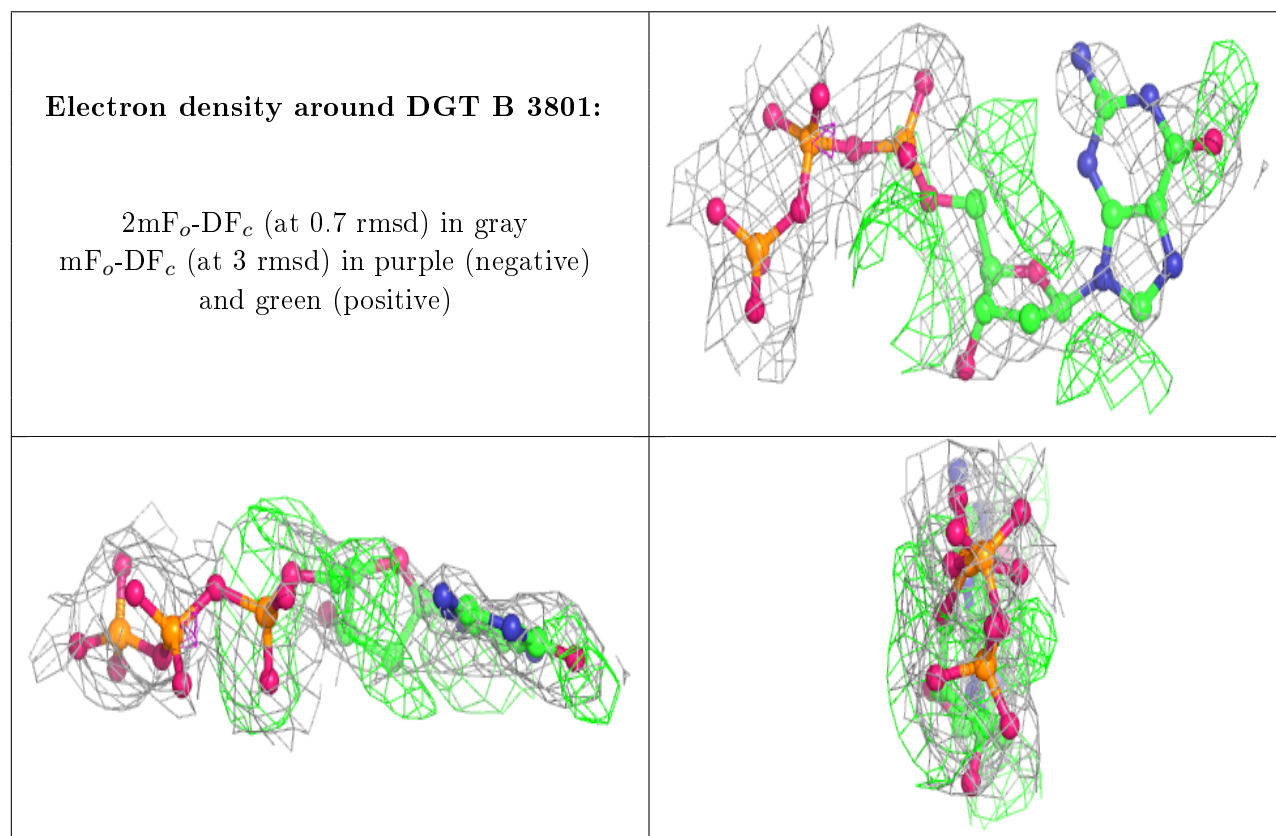 Electron density around DGT B 3801:
2mFₒ-DF𝒸 (at 0.7 rmsd) in gray
mFₒ-DF𝒸 (at 3 rmsd) in purple (negative)
and green (positive)